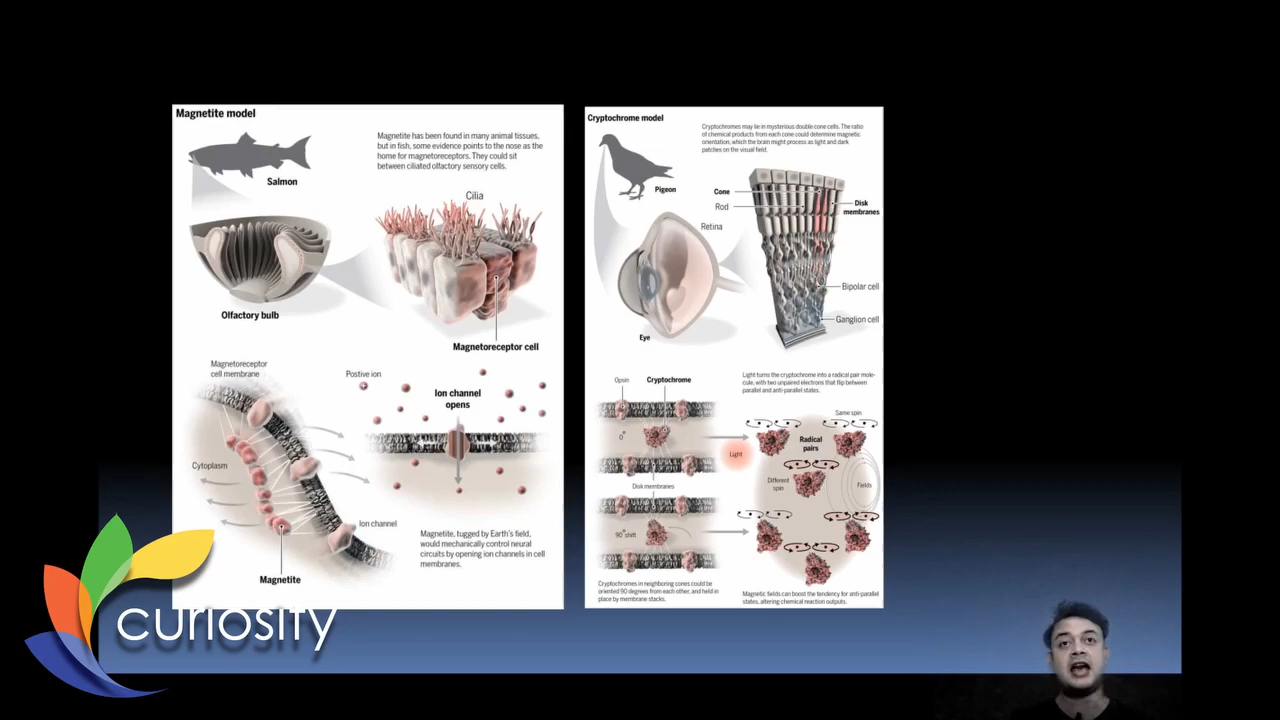 Magnetite model
Salmon
Magnetite has been found in many animal tissues,
but in fish, some evidence points to the nose as the
home for magnetoreceptors. They could sit
between ciliated olfactory sensory cells.
Cilia
Olfactory bulb
Magnetoreceptor cell
Magnetoreceptor
cell membrane
Postive ion
Ion channel
opens
Cytoplasm
Ion channel
Magnetite, tugged by Earth's field,
would mechanically control neural
circuits by opening ion channels in cell
membranes.
Magnetite
Cryptochrome model
Pigeon
Cryptochromes may lie in mysterious double cone cells. The ratio
of chemical products from each cone could determine magnetic
orientation, which the brain might process as light and dark
patches on the visual field.
Cone
Rod
Disk
membranes
Retina
Bipolar cell
Ganglion cell
Eye
Opsin
Cryptochrome
0°
Light
Disk membranes
90° shift
Cryptochromes in neighboring cones could be
oriented 90 degrees from each other, and held in
place by membrane stacks.
Light turns the cryptochrome into a radical pair mole-
cule, with two unpaired electrons that flip between
parallel and anti-parallel states.
Same spin
Radical
pairs
Different
spin
Fields
Magnetic fields can boost the tendency for anti-parallel
states, altering chemical reaction outputs.
curiosity